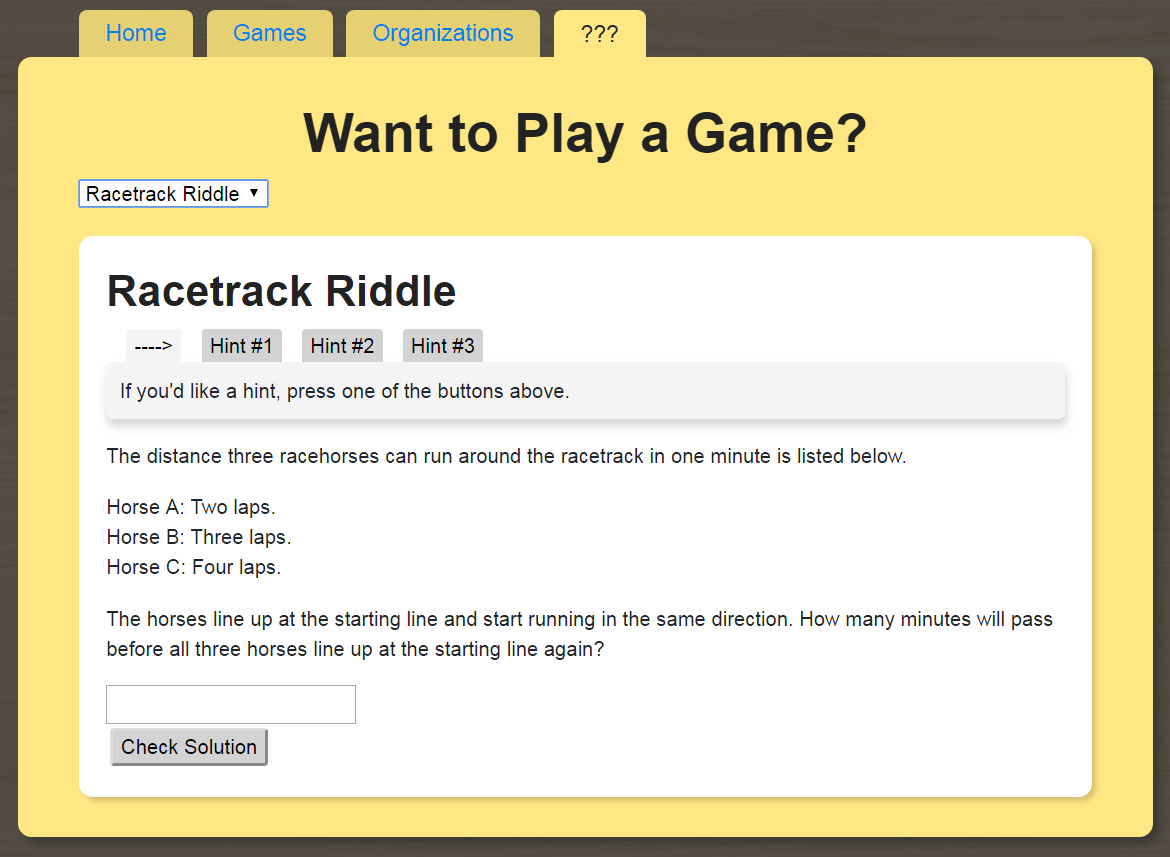 Home Games Organizations ???
Want to Play a Game?
Racetrack Riddle ▼
Racetrack Riddle
----> Hint #1 Hint #2 Hint #3
If you'd like a hint, press one of the buttons above.
The distance three racehorses can run around the racetrack in one minute is listed below.
Horse A: Two laps.
Horse B: Three laps.
Horse C: Four laps.
The horses line up at the starting line and start running in the same direction. How many minutes will pass
before all three horses line up at the starting line again?
Check Solution